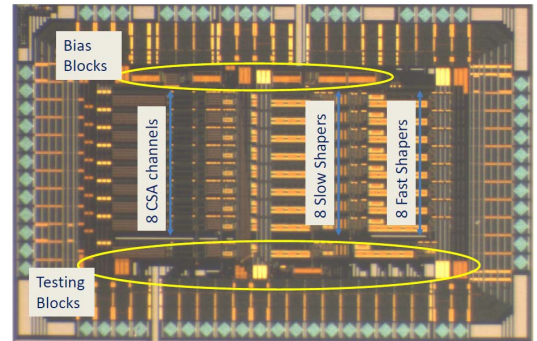 Bias
Blocks
8 CSA channels
8 Slow Shapers
8 Fast Shapers
Testing
Blocks